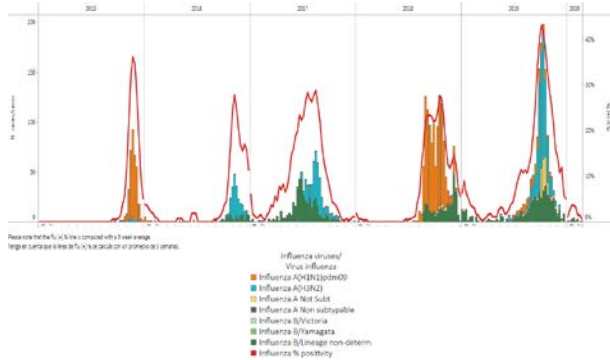 2015 2016 2017 2018 2019 2020
200
150
100
50
0
40%
30%
20%
10%
0%
Please note that the flu (+) % line is computed with a 3 week average
Tenga en cuenta que la línea de flu (+) % se calculó con un promedio de 3 semanas.
Influenza viruses/
Virus influenza
Influenza A(H1N1)pdm09
Influenza A(H3N2)
Influenza A Not Subt
Influenza A Non subtypable
Influenza B/Victoria
Influenza B/Yamagata
Influenza B/Lineage non-determ.
Influenza % positivity